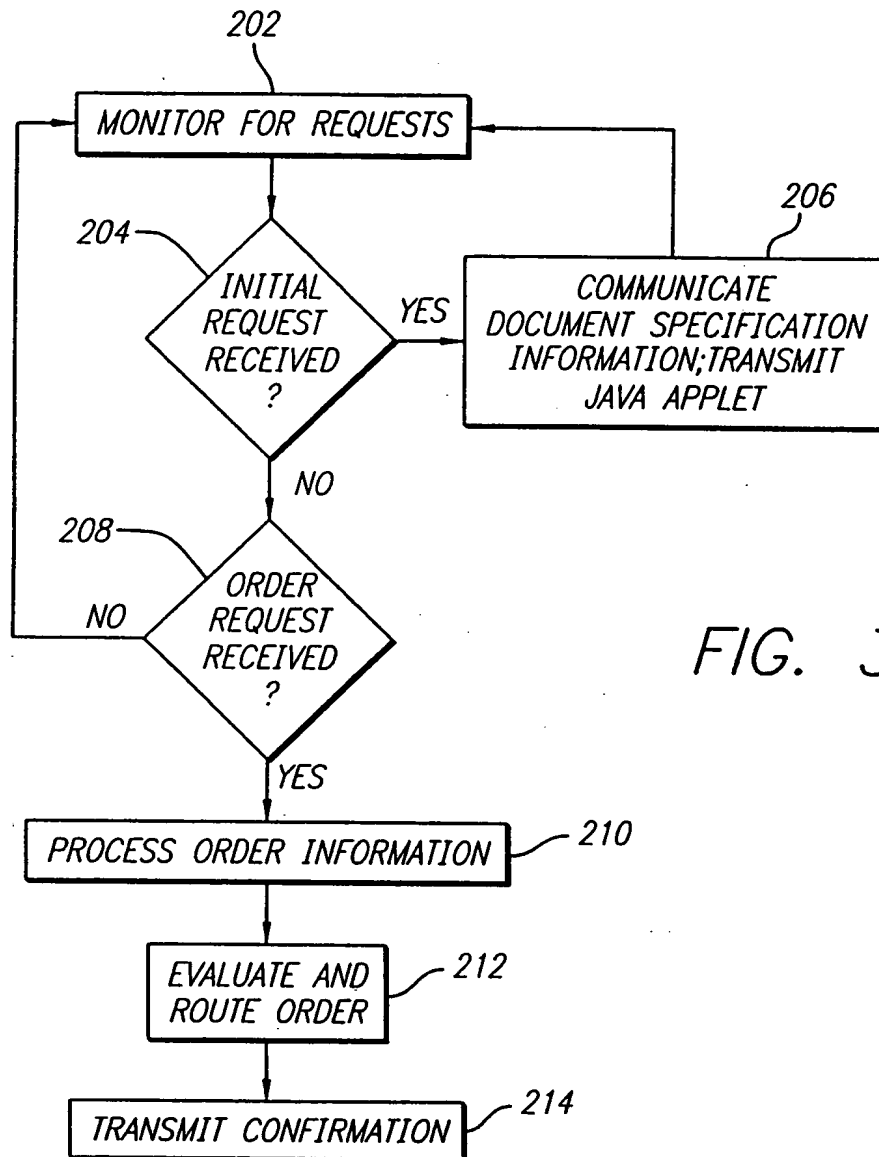 202
MONITOR FOR REQUESTS
204
INITIAL
REQUEST
RECEIVED
?
YES
206
COMMUNICATE
DOCUMENT SPECIFICATION
INFORMATION;TRANSMIT
JAVA APPLET
NO
208
ORDER
REQUEST
RECEIVED
?
NO
FIG.
YES
PROCESS ORDER INFORMATION
210
EVALUATE AND
ROUTE ORDER
212
TRANSMIT CONFIRMATION
214